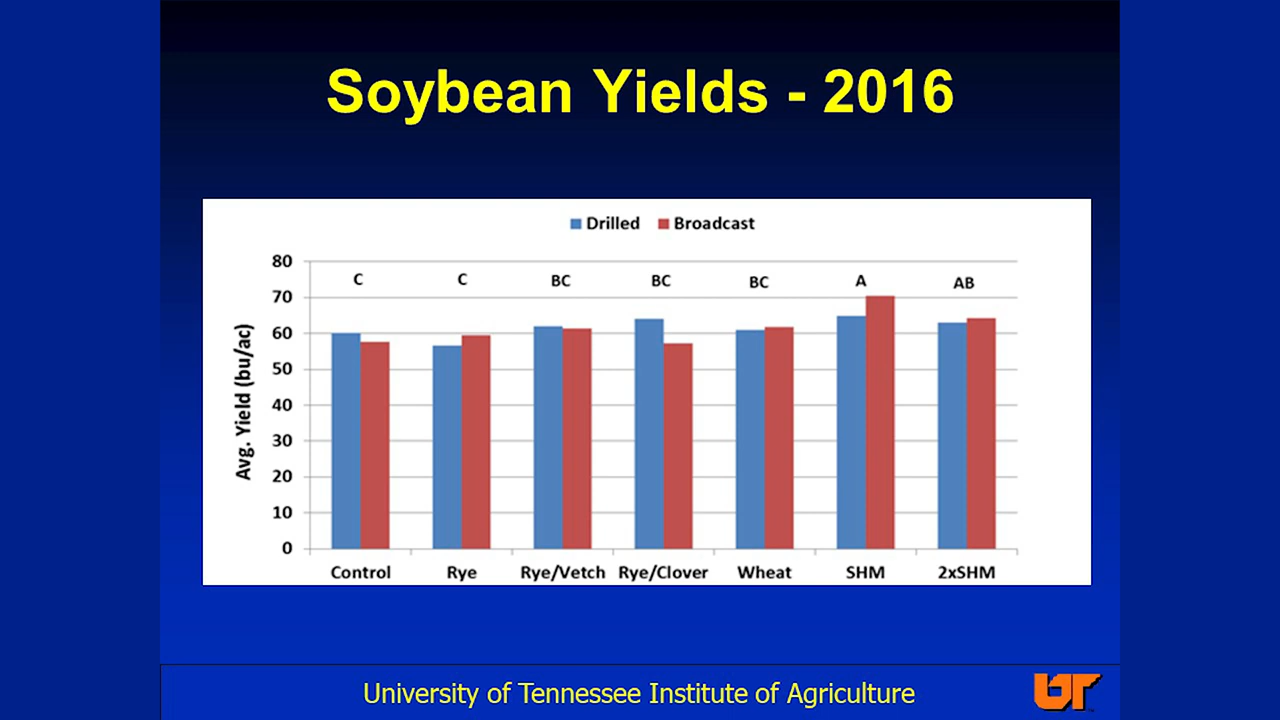 Soybean Yields - 2016
Drilled Broadcast
80
70
60
50
40
30
20
10
0
Avg. Yield (bu/ac)
C C BC BC BC A AB
Control Rye Rye/Vetch Rye/Clover Wheat SHM 2xSHM
University of Tennessee Institute of Agriculture
UT